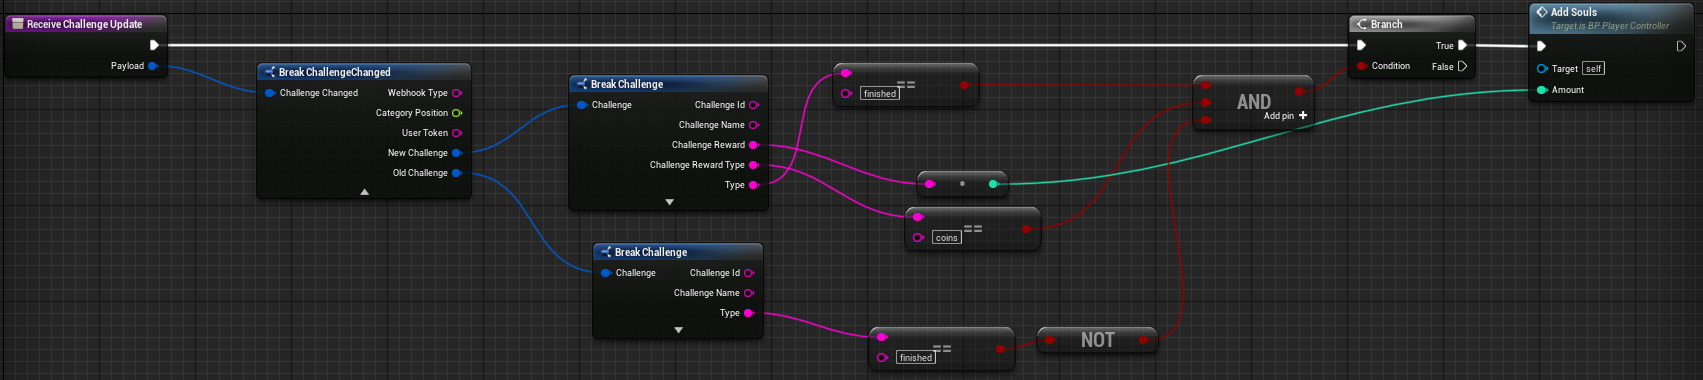 Receive Challenge Update
Payload
Break ChallengeChanged
Challenge Changed
Webhook Type
Category Position
User Token
New Challenge
Old Challenge
Break Challenge
Challenge
Challenge Id
Challenge Name
Challenge Reward
Challenge Reward Type
Type
Break Challenge
Challenge
Challenge Id
Challenge Name
Type
==
finished
==
coins
==
finished
NOT
AND
Add pin +
Branch
True
Condition
False
Add Souls
Target is BP Player Controller
Target
self
Amount